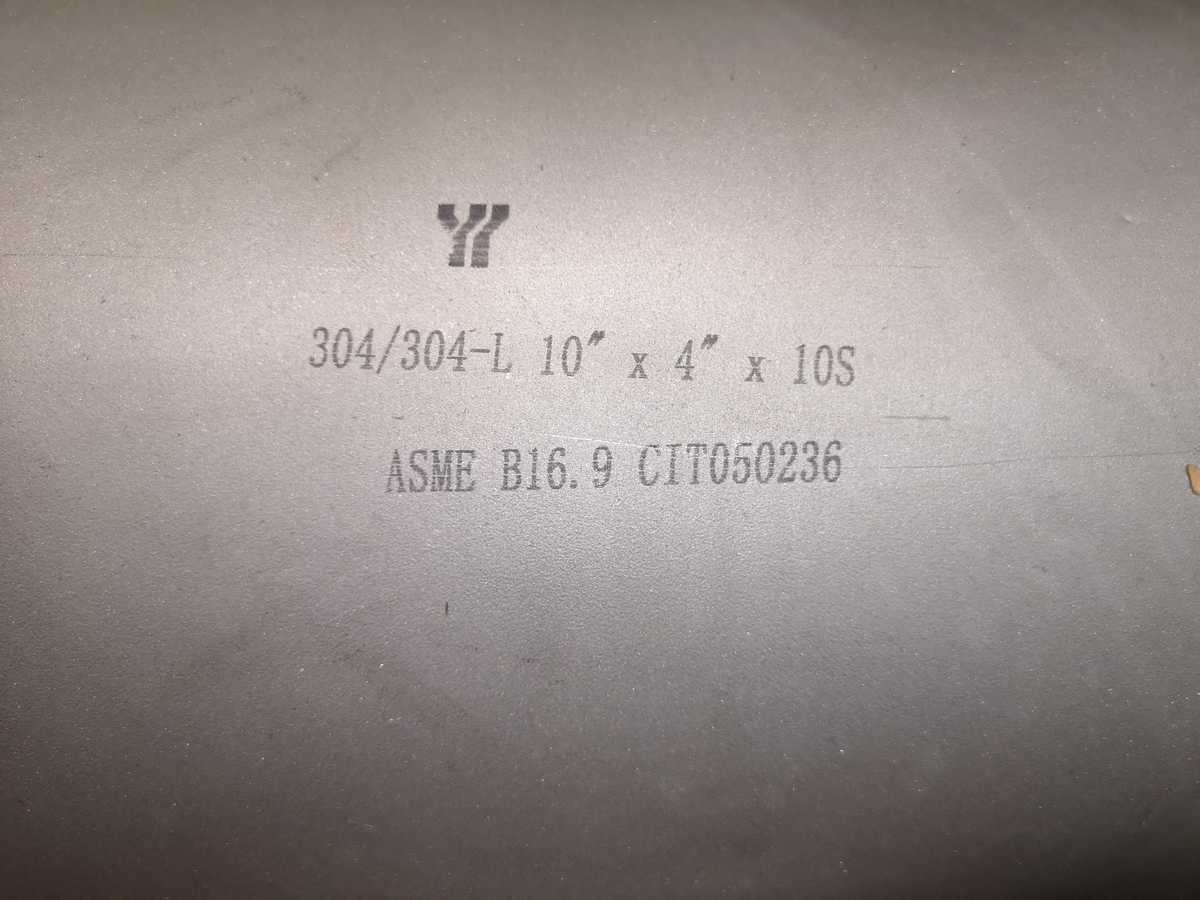 304/304-L 10" x 4" x 10S
ASME B16.9 CIT050236